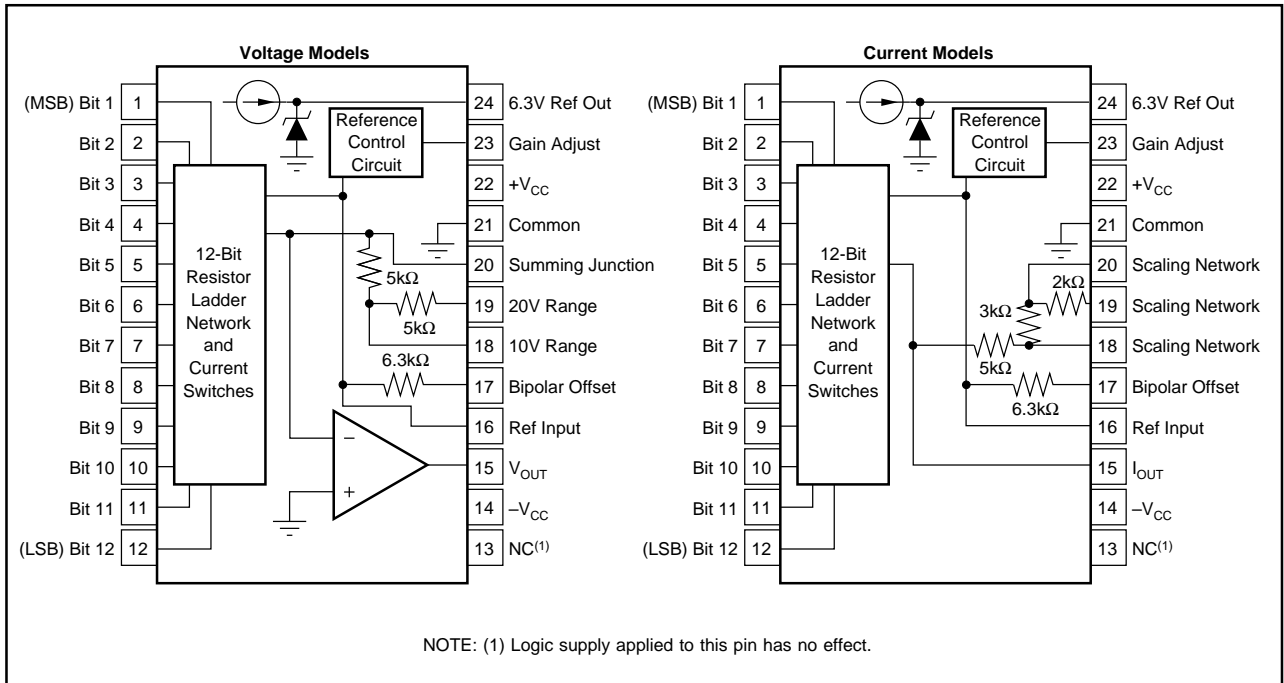 Voltage Models
(MSB) Bit 1 1
Bit 2 2
Bit 3 3
Bit 4 4
Bit 5 5
Bit 6 6
Bit 7 7
Bit 8 8
Bit 9 9
Bit 10 10
Bit 11 11
(LSB) Bit 12 12
12-Bit
Resistor
Ladder
Network
and
Current
Switches
Reference
Control
Circuit
5kΩ
5kΩ
6.3kΩ
−
+
24 6.3V Ref Out
23 Gain Adjust
22 +VCC
21 Common
20 Summing Junction
19 20V Range
18 10V Range
17 Bipolar Offset
16 Ref Input
15 VOUT
14 –VCC
13 NC(1)
Current Models
(MSB) Bit 1 1
Bit 2 2
Bit 3 3
Bit 4 4
Bit 5 5
Bit 6 6
Bit 7 7
Bit 8 8
Bit 9 9
Bit 10 10
Bit 11 11
(LSB) Bit 12 12
12-Bit
Resistor
Ladder
Network
and
Current
Switches
Reference
Control
Circuit
2kΩ
3kΩ
5kΩ
6.3kΩ
24 6.3V Ref Out
23 Gain Adjust
22 +VCC
21 Common
20 Scaling Network
19 Scaling Network
18 Scaling Network
17 Bipolar Offset
16 Ref Input
15 IOUT
14 –VCC
13 NC(1)
NOTE: (1) Logic supply applied to this pin has no effect.